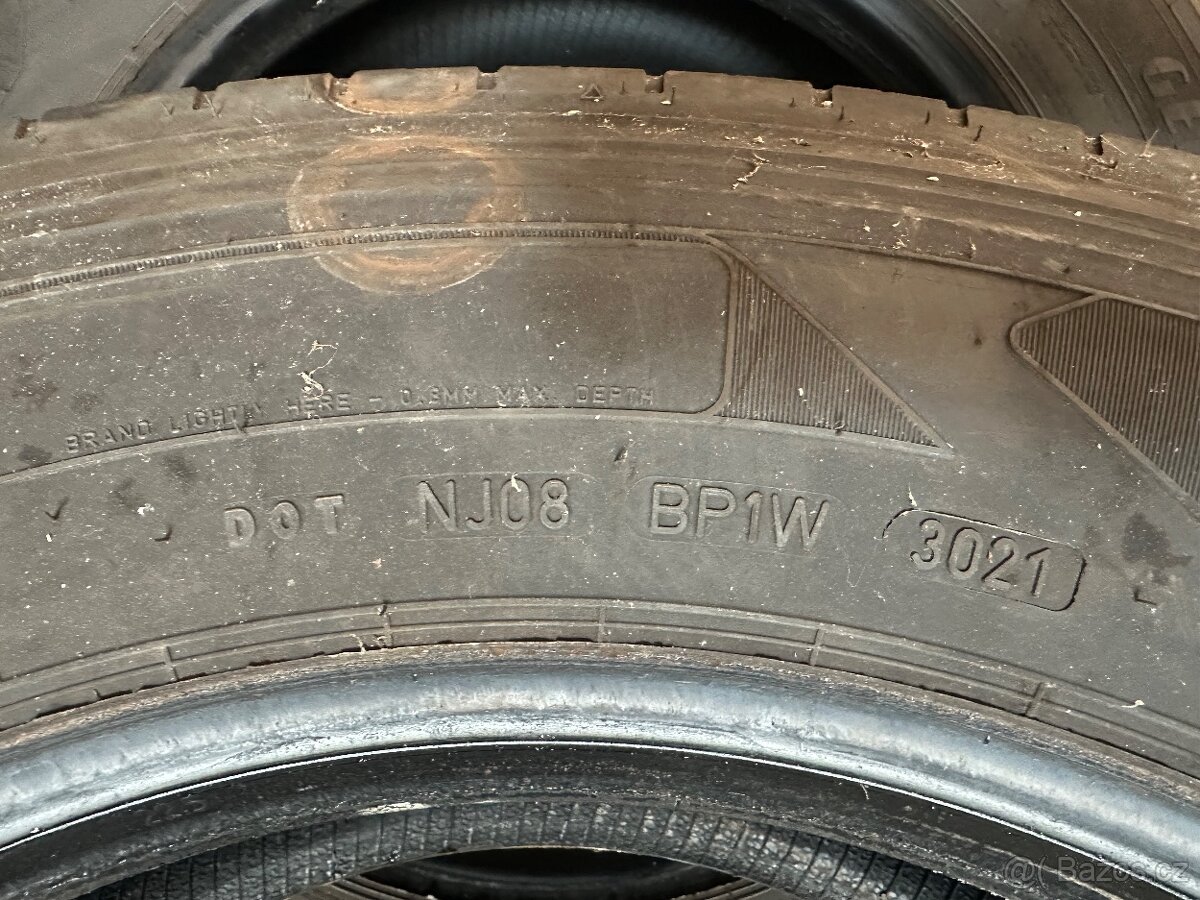 BRAND LIGHTLY HERE - 0.8MM MAX. DEPTH
DOT NJ08 BP1W 3021
@( Bazos.cz